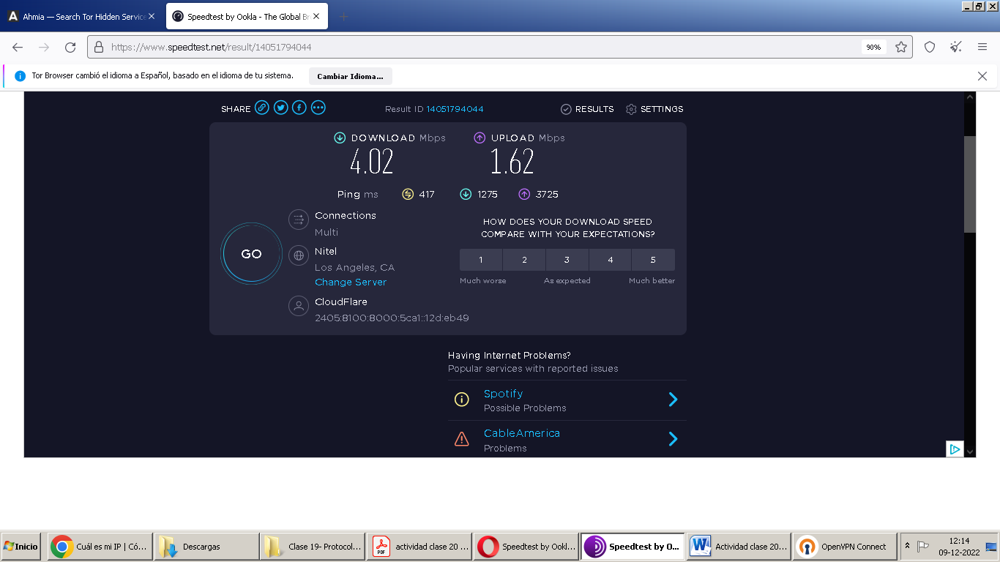 Ahmia — Search Tor Hidden Service
Speedtest by Ookla - The Global Br
https://www.speedtest.net/result/14051794044
90%
Tor Browser cambió el idioma a Español, basado en el idioma de tu sistema.
Cambiar Idioma...
SHARE
Result ID 14051794044
RESULTS
SETTINGS
DOWNLOAD Mbps
UPLOAD Mbps
4.02
1.62
Ping ms
417
1275
3725
GO
Connections
Multi
Nitel
Los Angeles, CA
Change Server
CloudFlare
2405:8100:8000:5ca1::12d:eb49
HOW DOES YOUR DOWNLOAD SPEED
COMPARE WITH YOUR EXPECTATIONS?
1 2 3 4 5
Much worse As expected Much better
Having Internet Problems?
Popular services with reported issues
Spotify
Possible Problems
CableAmerica
Problems
Inicio
Cuál es mi IP | Có...
Descargas
Clase 19- Protocol...
PDF
actividad clase 20 ...
Speedtest by Ookl...
Speedtest by O...
Actividad clase 20...
OpenVPN Connect
12:14
09-12-2022